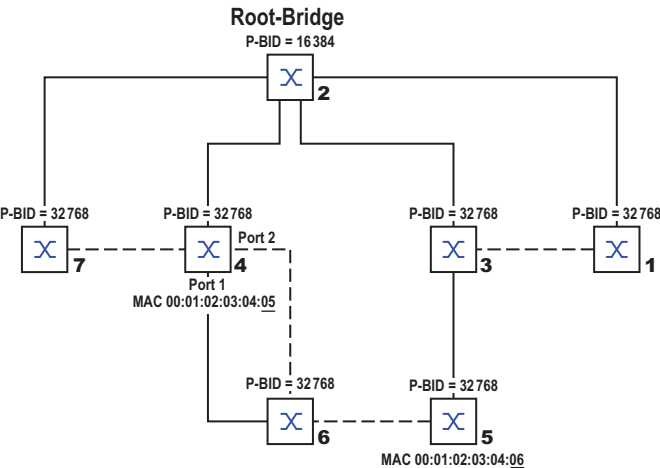 Root-Bridge
P-BID = 16384
2
P-BID = 32768
P-BID = 32768
P-BID = 32768
P-BID = 32768
7
4
Port 2
3
1
Port 1
MAC 00:01:02:03:04:05
P-BID = 32768
P-BID = 32768
6
5
MAC 00:01:02:03:04:06